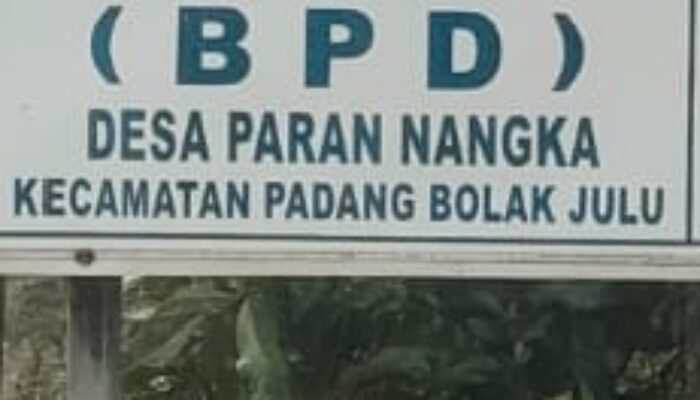 ( B P D )
DESA PARAN NANGKA
KECAMATAN PADANG BOLAK JULU